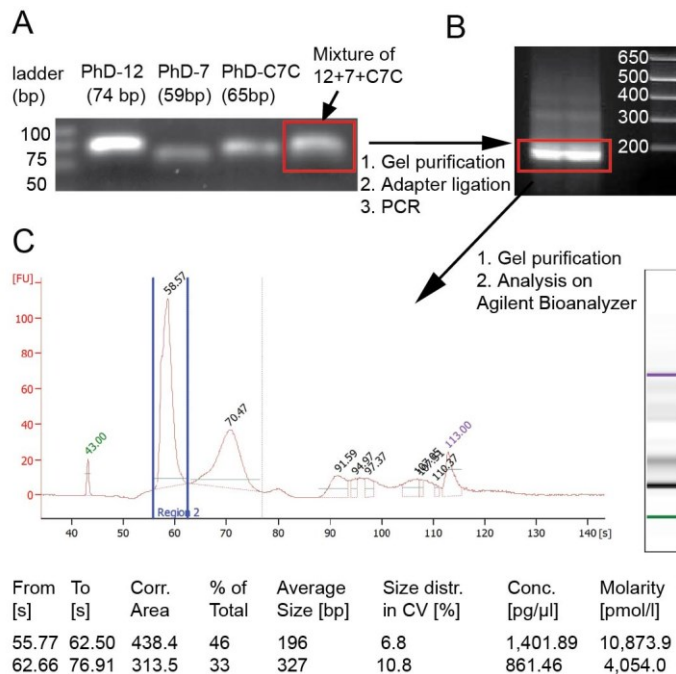 A
B
Mixture of
12+7+C7C
ladder
(bp)
PhD-12
(74 bp)
PhD-7
(59bp)
PhD-C7C
(65bp)
100
75
50
1. Gel purification
2. Adapter ligation
3. PCR
650
500
400
300
200
C
1. Gel purification
2. Analysis on
Agilent Bioanalyzer
[FU]
100
80
60
40
20
0
43.00
58.57
70.47
91.59
94.97
97.37
110.37
113.00
Region 2
40 50 60 70 80 90 100 110 120 130 140 [s]
From To Corr. % of Average Size distr. Conc. Molarity
[s] [s] Area Total Size [bp] in CV [%] [pg/µl] [pmol/l]
55.77 62.50 438.4 46 196 6.8 1,401.89 10,873.9
62.66 76.91 313.5 33 327 10.8 861.46 4,054.0